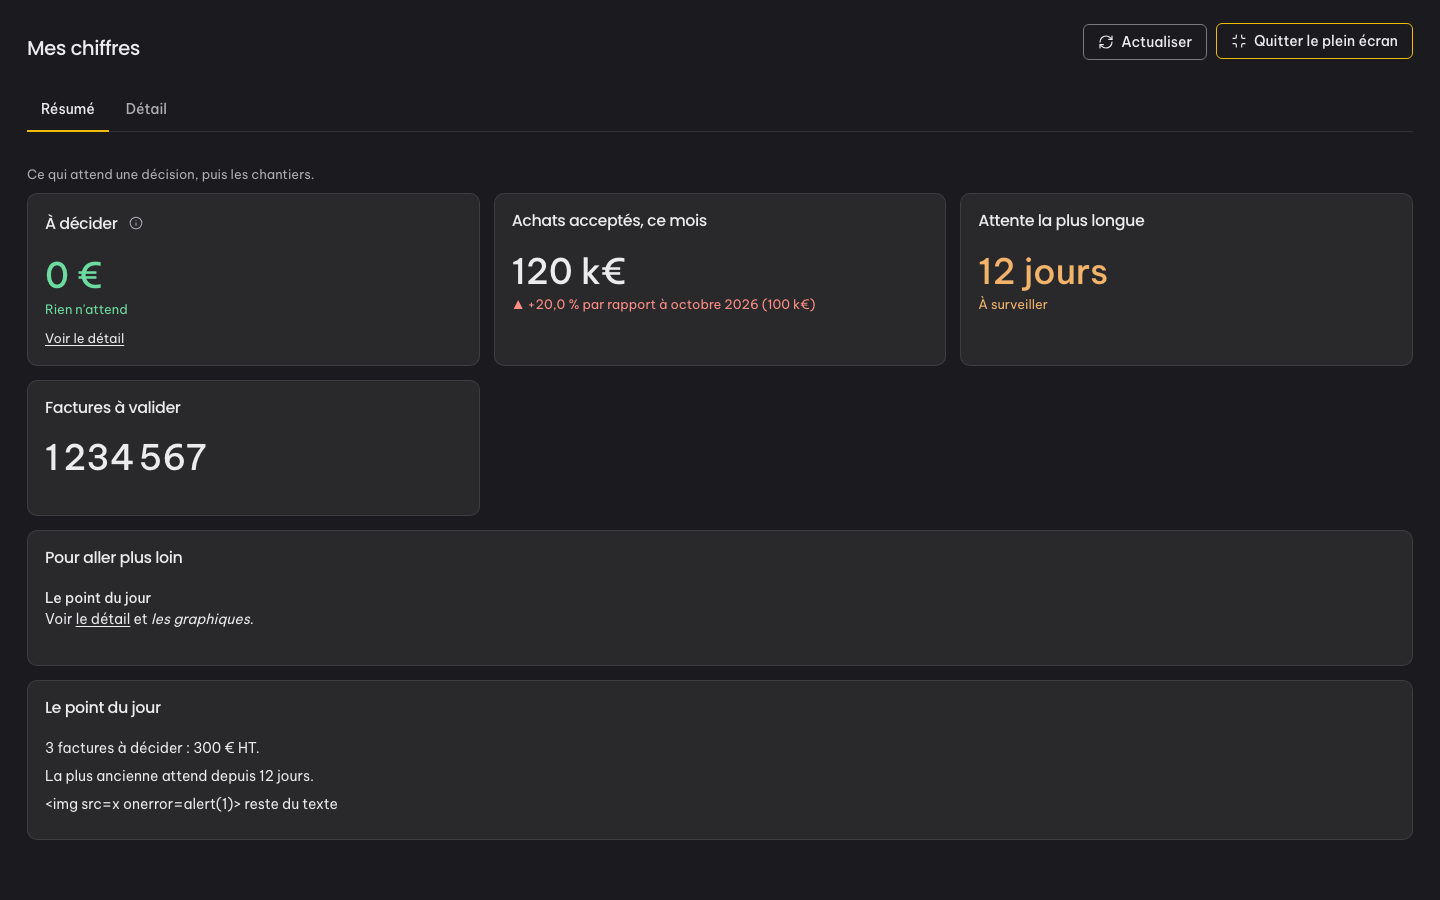 Mes chiffres
Actualiser
Quitter le plein écran
Résumé
Détail
Ce qui attend une décision, puis les chantiers.
À décider
0 €
Rien n'attend
Voir le détail
Achats acceptés, ce mois
120 k€
▲ +20,0 % par rapport à octobre 2026 (100 k€)
Attente la plus longue
12 jours
À surveiller
Factures à valider
1 234 567
Pour aller plus loin
Le point du jour
Voir le détail et les graphiques.
Le point du jour
3 factures à décider : 300 € HT.
La plus ancienne attend depuis 12 jours.
<img src=x onerror=alert(1)> reste du texte